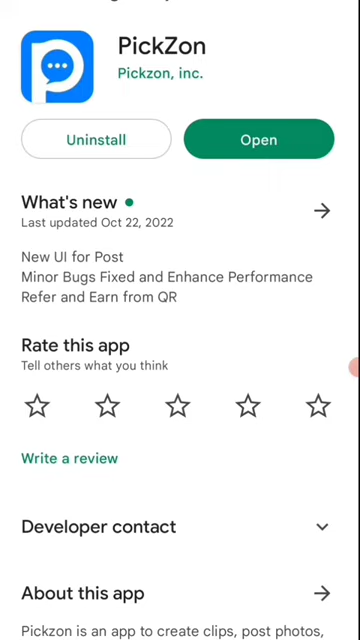 PickZon
Pickzon, inc.
Uninstall
Open
What's new
Last updated Oct 22, 2022
New UI for Post
Minor Bugs Fixed and Enhance Performance
Refer and Earn from QR
Rate this app
Tell others what you think
Write a review
Developer contact
About this app
Pickzon is an app to create clips, post photos,